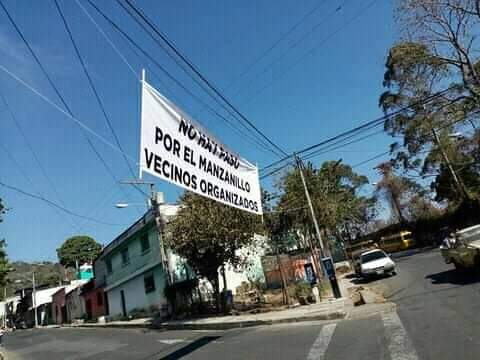 NO HAY PASO
POR EL MANZANILLO
VECINOS ORGANIZADOS